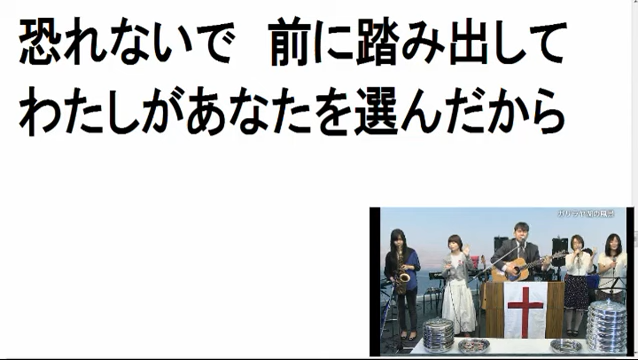 恐れないで　前に踏み出して
わたしがあなたを選んだから